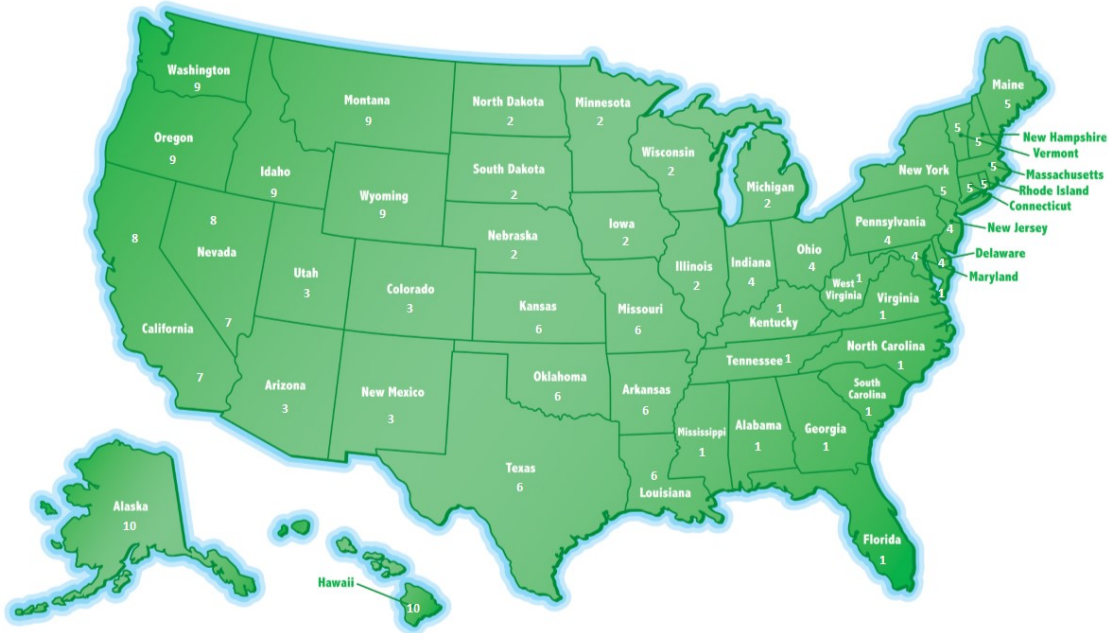 Washington
9
Montana
9
North Dakota
2
Minnesota
2
Maine
5
Oregon
9
Idaho
9
Wyoming
9
South Dakota
2
Wisconsin
2
Michigan
2
New York
5
5
5
New Hampshire
Vermont
5
Massachusetts
5
5
Rhode Island
Connecticut
8
8
Nevada
7
Utah
3
Colorado
3
Nebraska
2
Iowa
2
Illinois
2
Indiana
4
Ohio
4
Pennsylvania
4
4
New Jersey
4
4
Delaware
Maryland
West
Virginia
1
Virginia
1
1
California
7
Kansas
6
Missouri
6
1
Kentucky
Tennessee 1
North Carolina
1
Arizona
3
New Mexico
3
Oklahoma
6
Arkansas
6
South
Carolina
1
Mississippi
1
Alabama
1
Georgia
1
Texas
6
6
Louisiana
Florida
1
Alaska
10
Hawaii
10